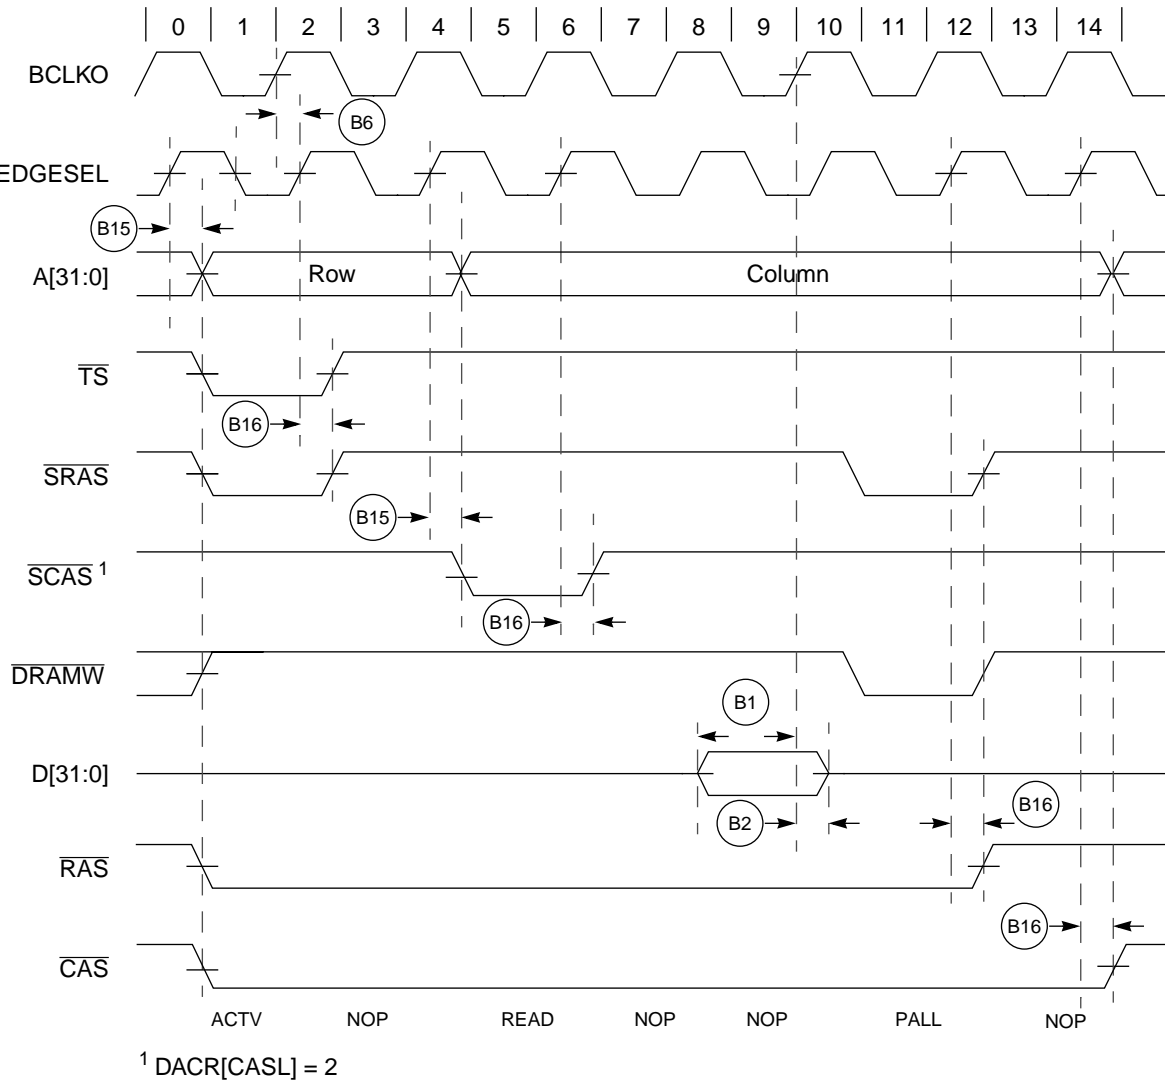 0 1 2 3 4 5 6 7 8 9 10 11 12 13 14
BCLKO
B6
EDGESEL
B15
A[31:0] Row Column
TS
B16
SRAS
B15
SCAS 1
B16
DRAMW
B1
D[31:0]
B16
B2
RAS
B16
CAS
ACTV NOP READ NOP NOP PALL NOP
1 DACR[CASL] = 2